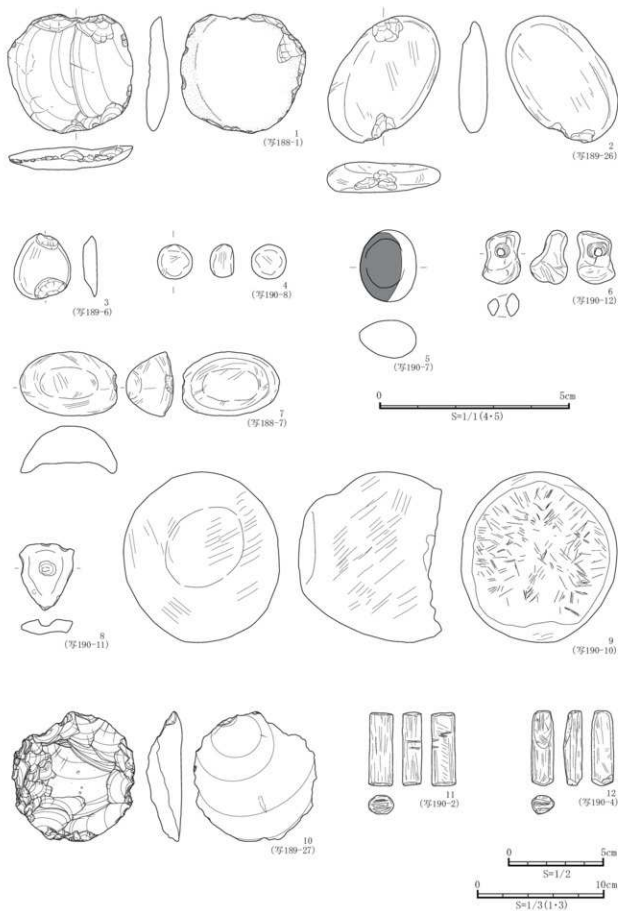 1
(写188-1)
2
(写189-26)
3
(写189-6)
4
(写190-8)
5
(写190-7)
6
(写190-12)
0 5cm
S=1/1(4・5)
7
(写188-7)
8
(写190-11)
9
(写190-10)
10
(写189-27)
11
(写190-2)
12
(写190-4)
0 5cm
S=1/2
0 10cm
S=1/3(1・3)